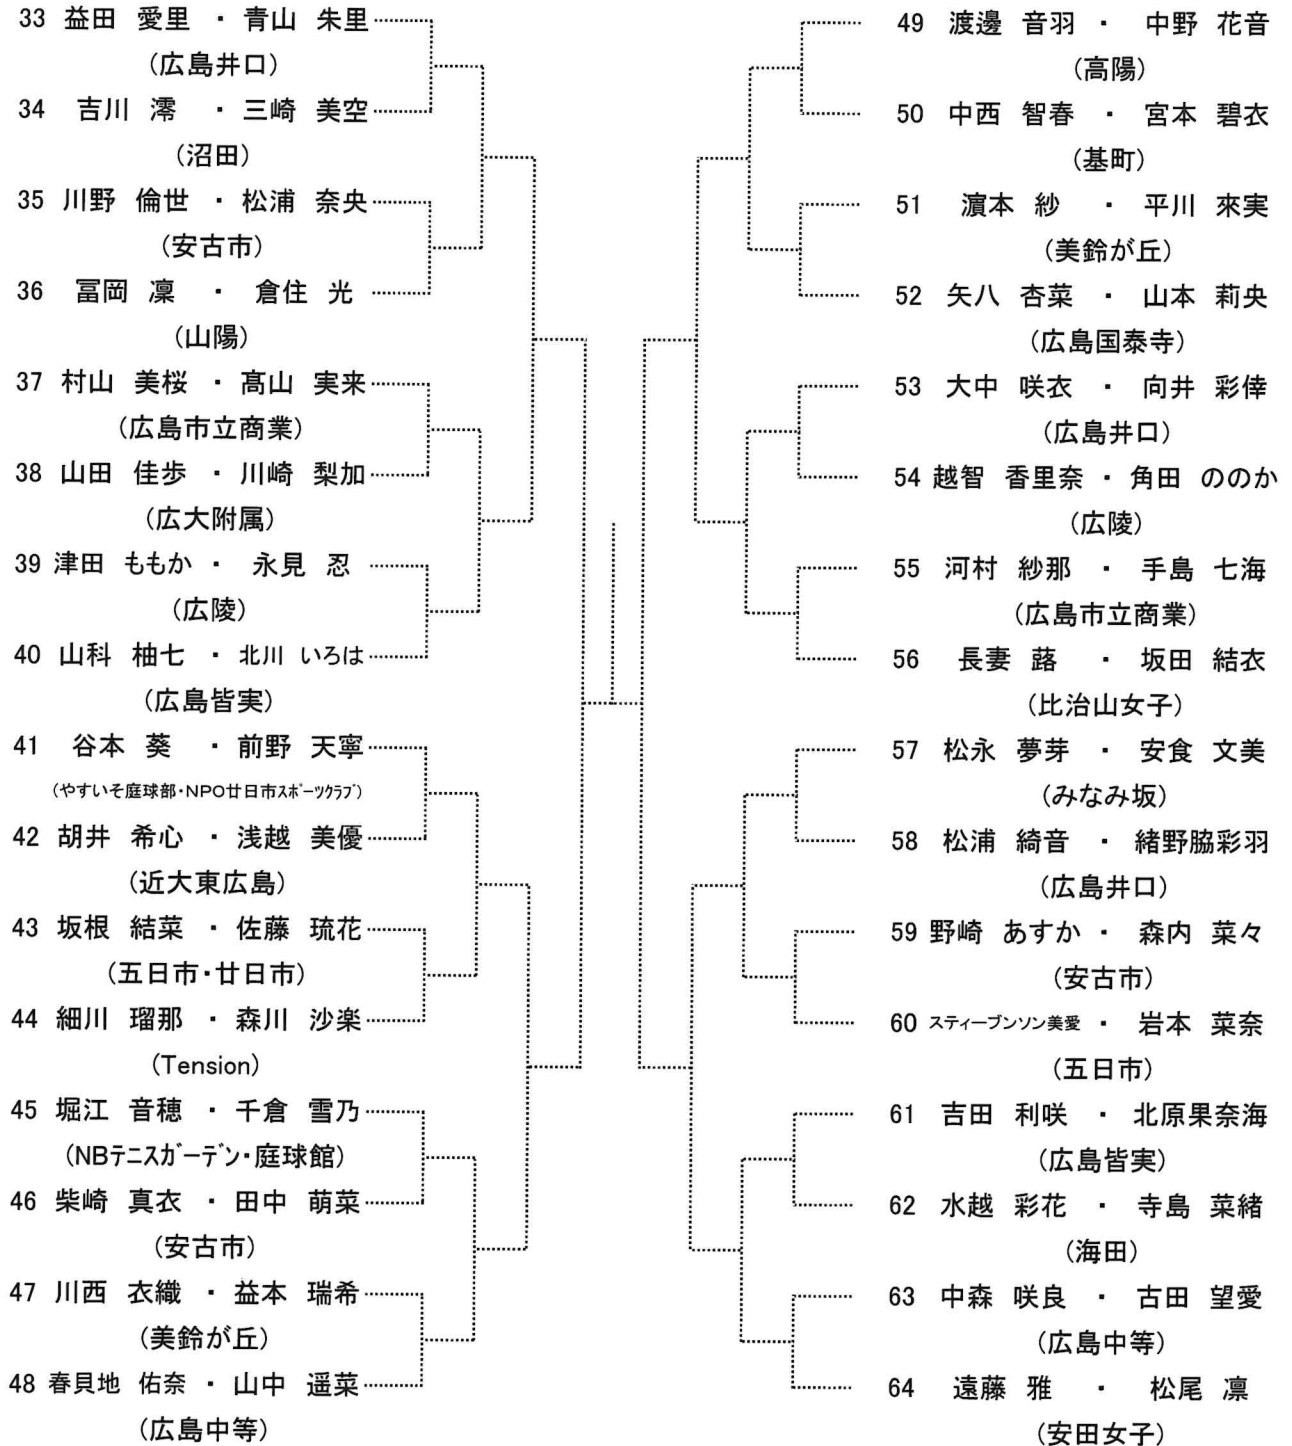 33 益田 愛里 ・ 青山 朱里
(広島井口)
34 吉川 澪 ・ 三崎 美空
(沼田)
35 川野 倫世 ・ 松浦 奈央
(安古市)
36 冨岡 凜 ・ 倉住 光
(山陽)
37 村山 美桜 ・ 髙山 実来
(広島市立商業)
38 山田 佳歩 ・ 川崎 梨加
(広大附属)
39 津田 ももか ・ 永見 忍
(広陵)
40 山科 柚七 ・ 北川 いろは
(広島皆実)
41 谷本 葵 ・ 前野 天寧
(やすいそ庭球部・NPO廿日市ｽﾎﾟｰﾂｸﾗﾌﾞ)
42 胡井 希心 ・ 浅越 美優
(近大東広島)
43 坂根 結菜 ・ 佐藤 琉花
(五日市・廿日市)
44 細川 瑠那 ・ 森川 沙楽
(Tension)
45 堀江 音穂 ・ 千倉 雪乃
(NBﾃﾆｽｶﾞｰﾃﾞﾝ・庭球館)
46 柴崎 真衣 ・ 田中 萌菜
(安古市)
47 川西 衣織 ・ 益本 瑞希
(美鈴が丘)
48 春貝地 佑奈 ・ 山中 遥菜
(広島中等)
49 渡邊 音羽 ・ 中野 花音
(高陽)
50 中西 智春 ・ 宮本 碧衣
(基町)
51 濵本 紗 ・ 平川 來実
(美鈴が丘)
52 矢八 杏菜 ・ 山本 莉央
(広島国泰寺)
53 大中 咲衣 ・ 向井 彩倖
(広島井口)
54 越智 香里奈 ・ 角田 ののか
(広陵)
55 河村 紗那 ・ 手島 七海
(広島市立商業)
56 長妻 蕗 ・ 坂田 結衣
(比治山女子)
57 松永 夢芽 ・ 安食 文美
(みなみ坂)
58 松浦 綺音 ・ 緒野脇彩羽
(広島井口)
59 野崎 あすか ・ 森内 菜々
(安古市)
60 スティーブンソン美愛 ・ 岩本 菜奈
(五日市)
61 吉田 利咲 ・ 北原果奈海
(広島皆実)
62 水越 彩花 ・ 寺島 菜緒
(海田)
63 中森 咲良 ・ 古田 望愛
(広島中等)
64 遠藤 雅 ・ 松尾 凛
(安田女子)